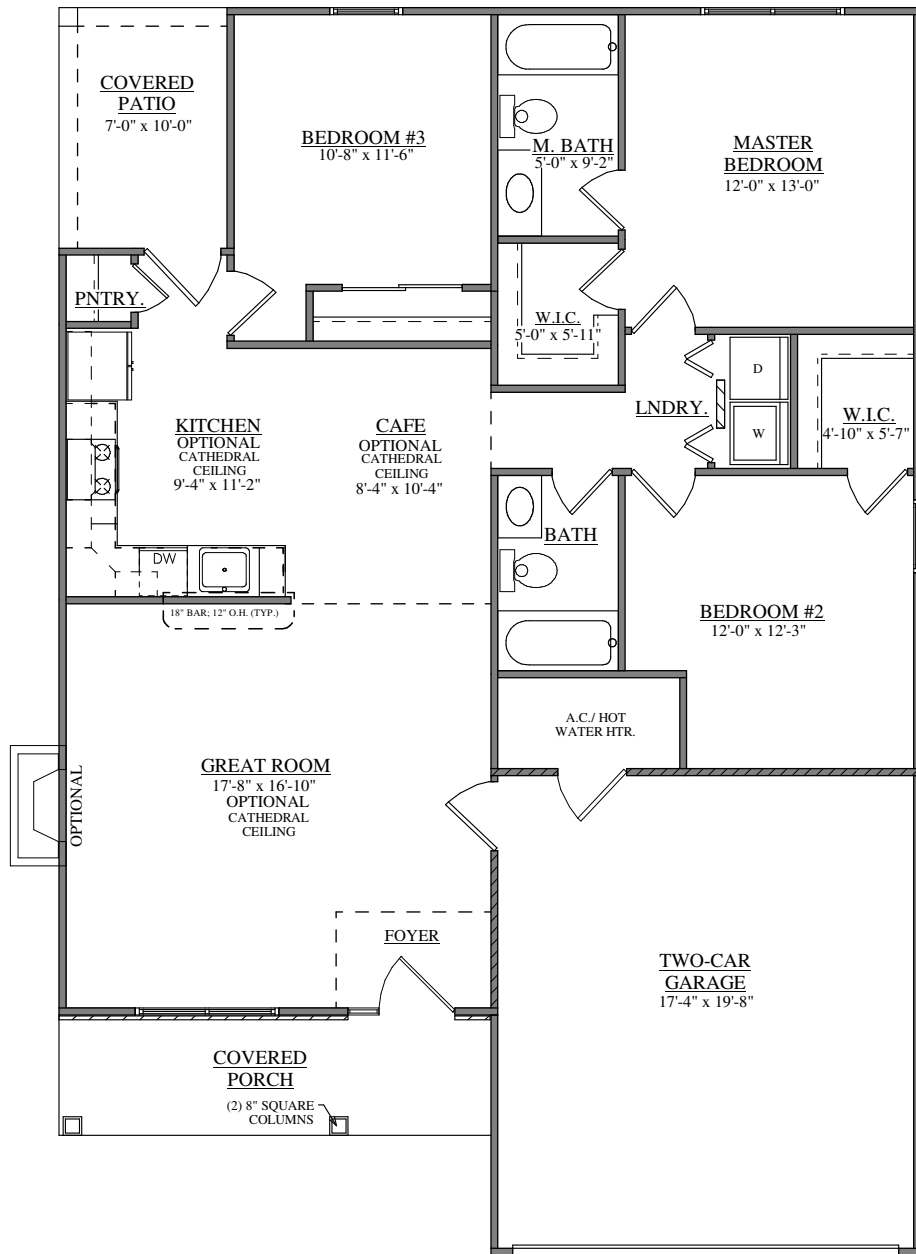 COVERED
PATIO
7'-0" x 10'-0"
BEDROOM #3
10'-8" x 11'-6"
M. BATH
5'-0" x 9'-2"
MASTER
BEDROOM
12'-0" x 13'-0"
PNTRY.
W.I.C.
5'-0" x 5'-11"
KITCHEN
OPTIONAL
CATHEDRAL
CEILING
9'-4" x 11'-2"
CAFE
OPTIONAL
CATHEDRAL
CEILING
8'-4" x 10'-4"
LNDRY.
D
W
W.I.C.
4'-10" x 5'-7"
DW
18" BAR; 12" O.H. (TYP.)
BATH
BEDROOM #2
12'-0" x 12'-3"
A.C./ HOT
WATER HTR.
OPTIONAL
GREAT ROOM
17'-8" x 16'-10"
OPTIONAL
CATHEDRAL
CEILING
FOYER
TWO-CAR
GARAGE
17'-4" x 19'-8"
COVERED
PORCH
(2) 8" SQUARE
COLUMNS